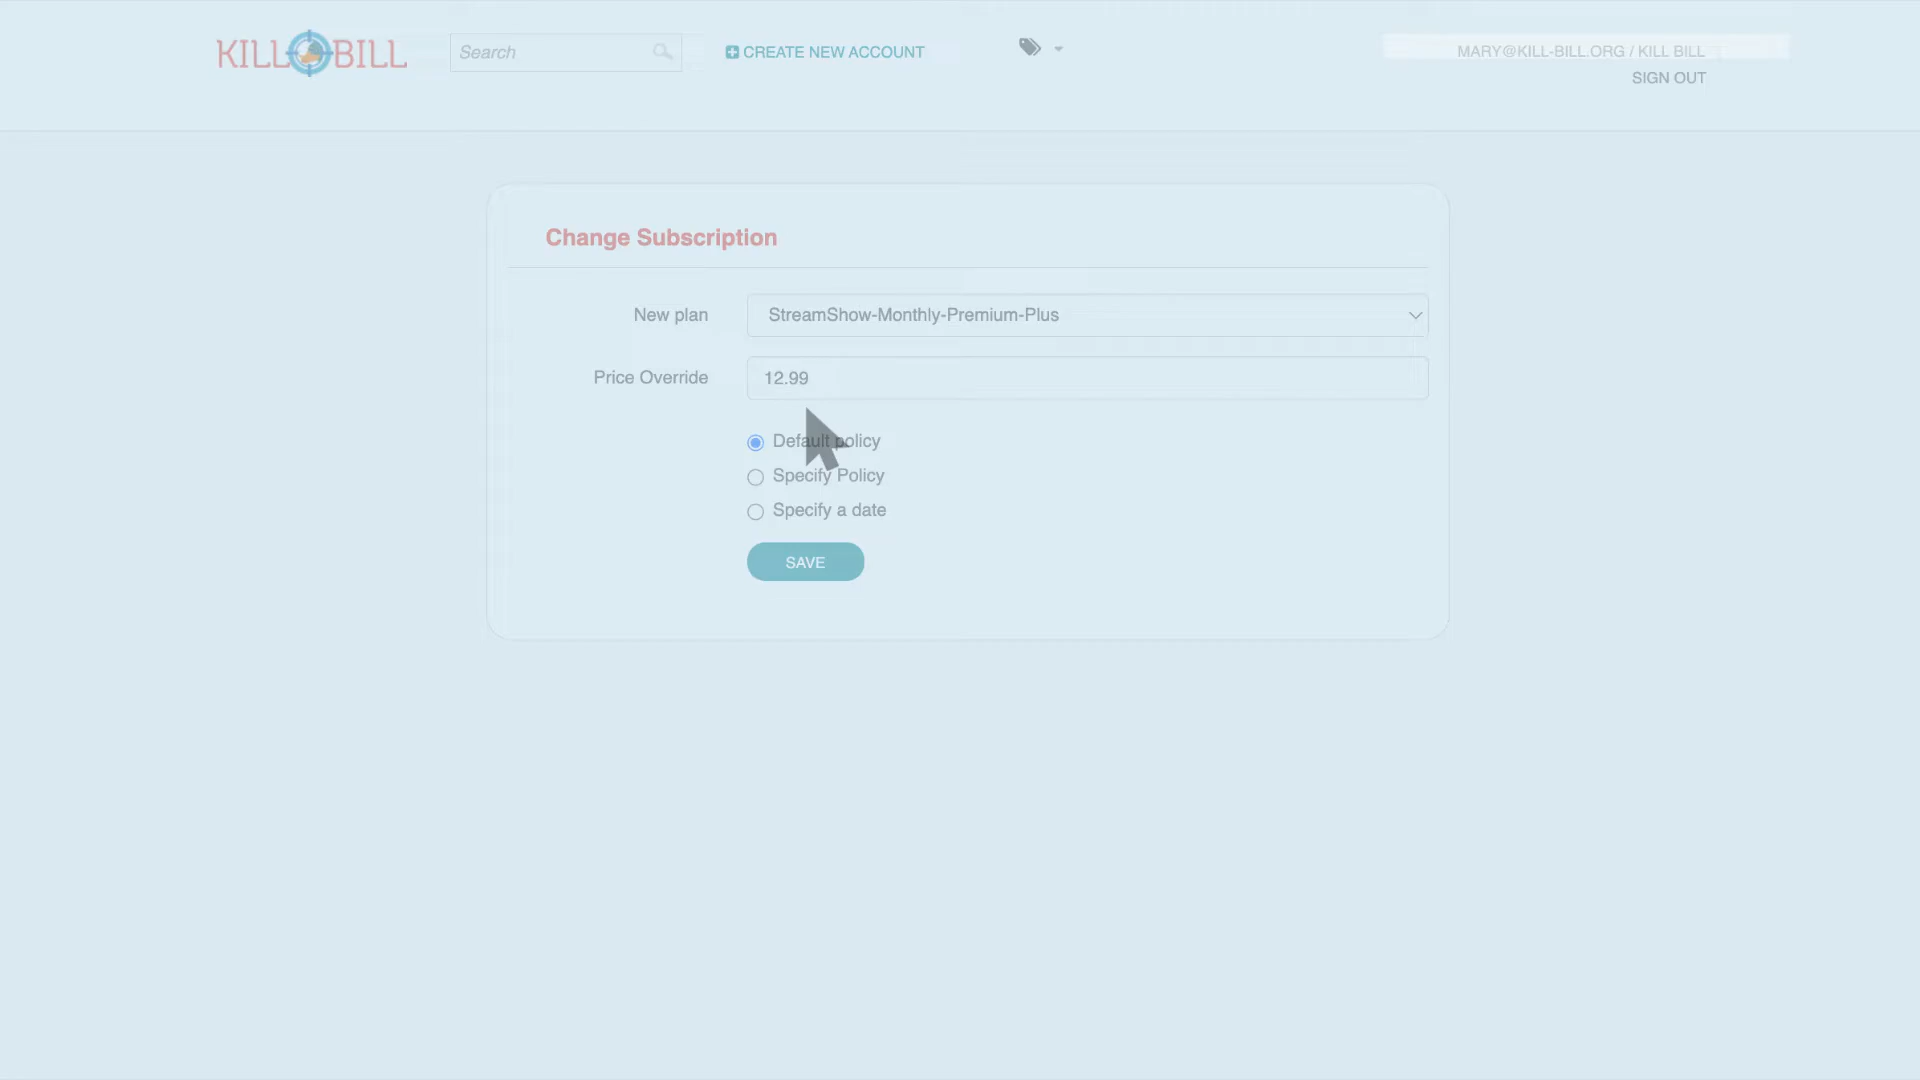 KILL BILL
Search
CREATE NEW ACCOUNT
MARY@KILL-BILL.ORG / KILL BILL
SIGN OUT
Change Subscription
New plan
StreamShow-Monthly-Premium-Plus
Price Override
12.99
Default policy
Specify Policy
Specify a date
SAVE